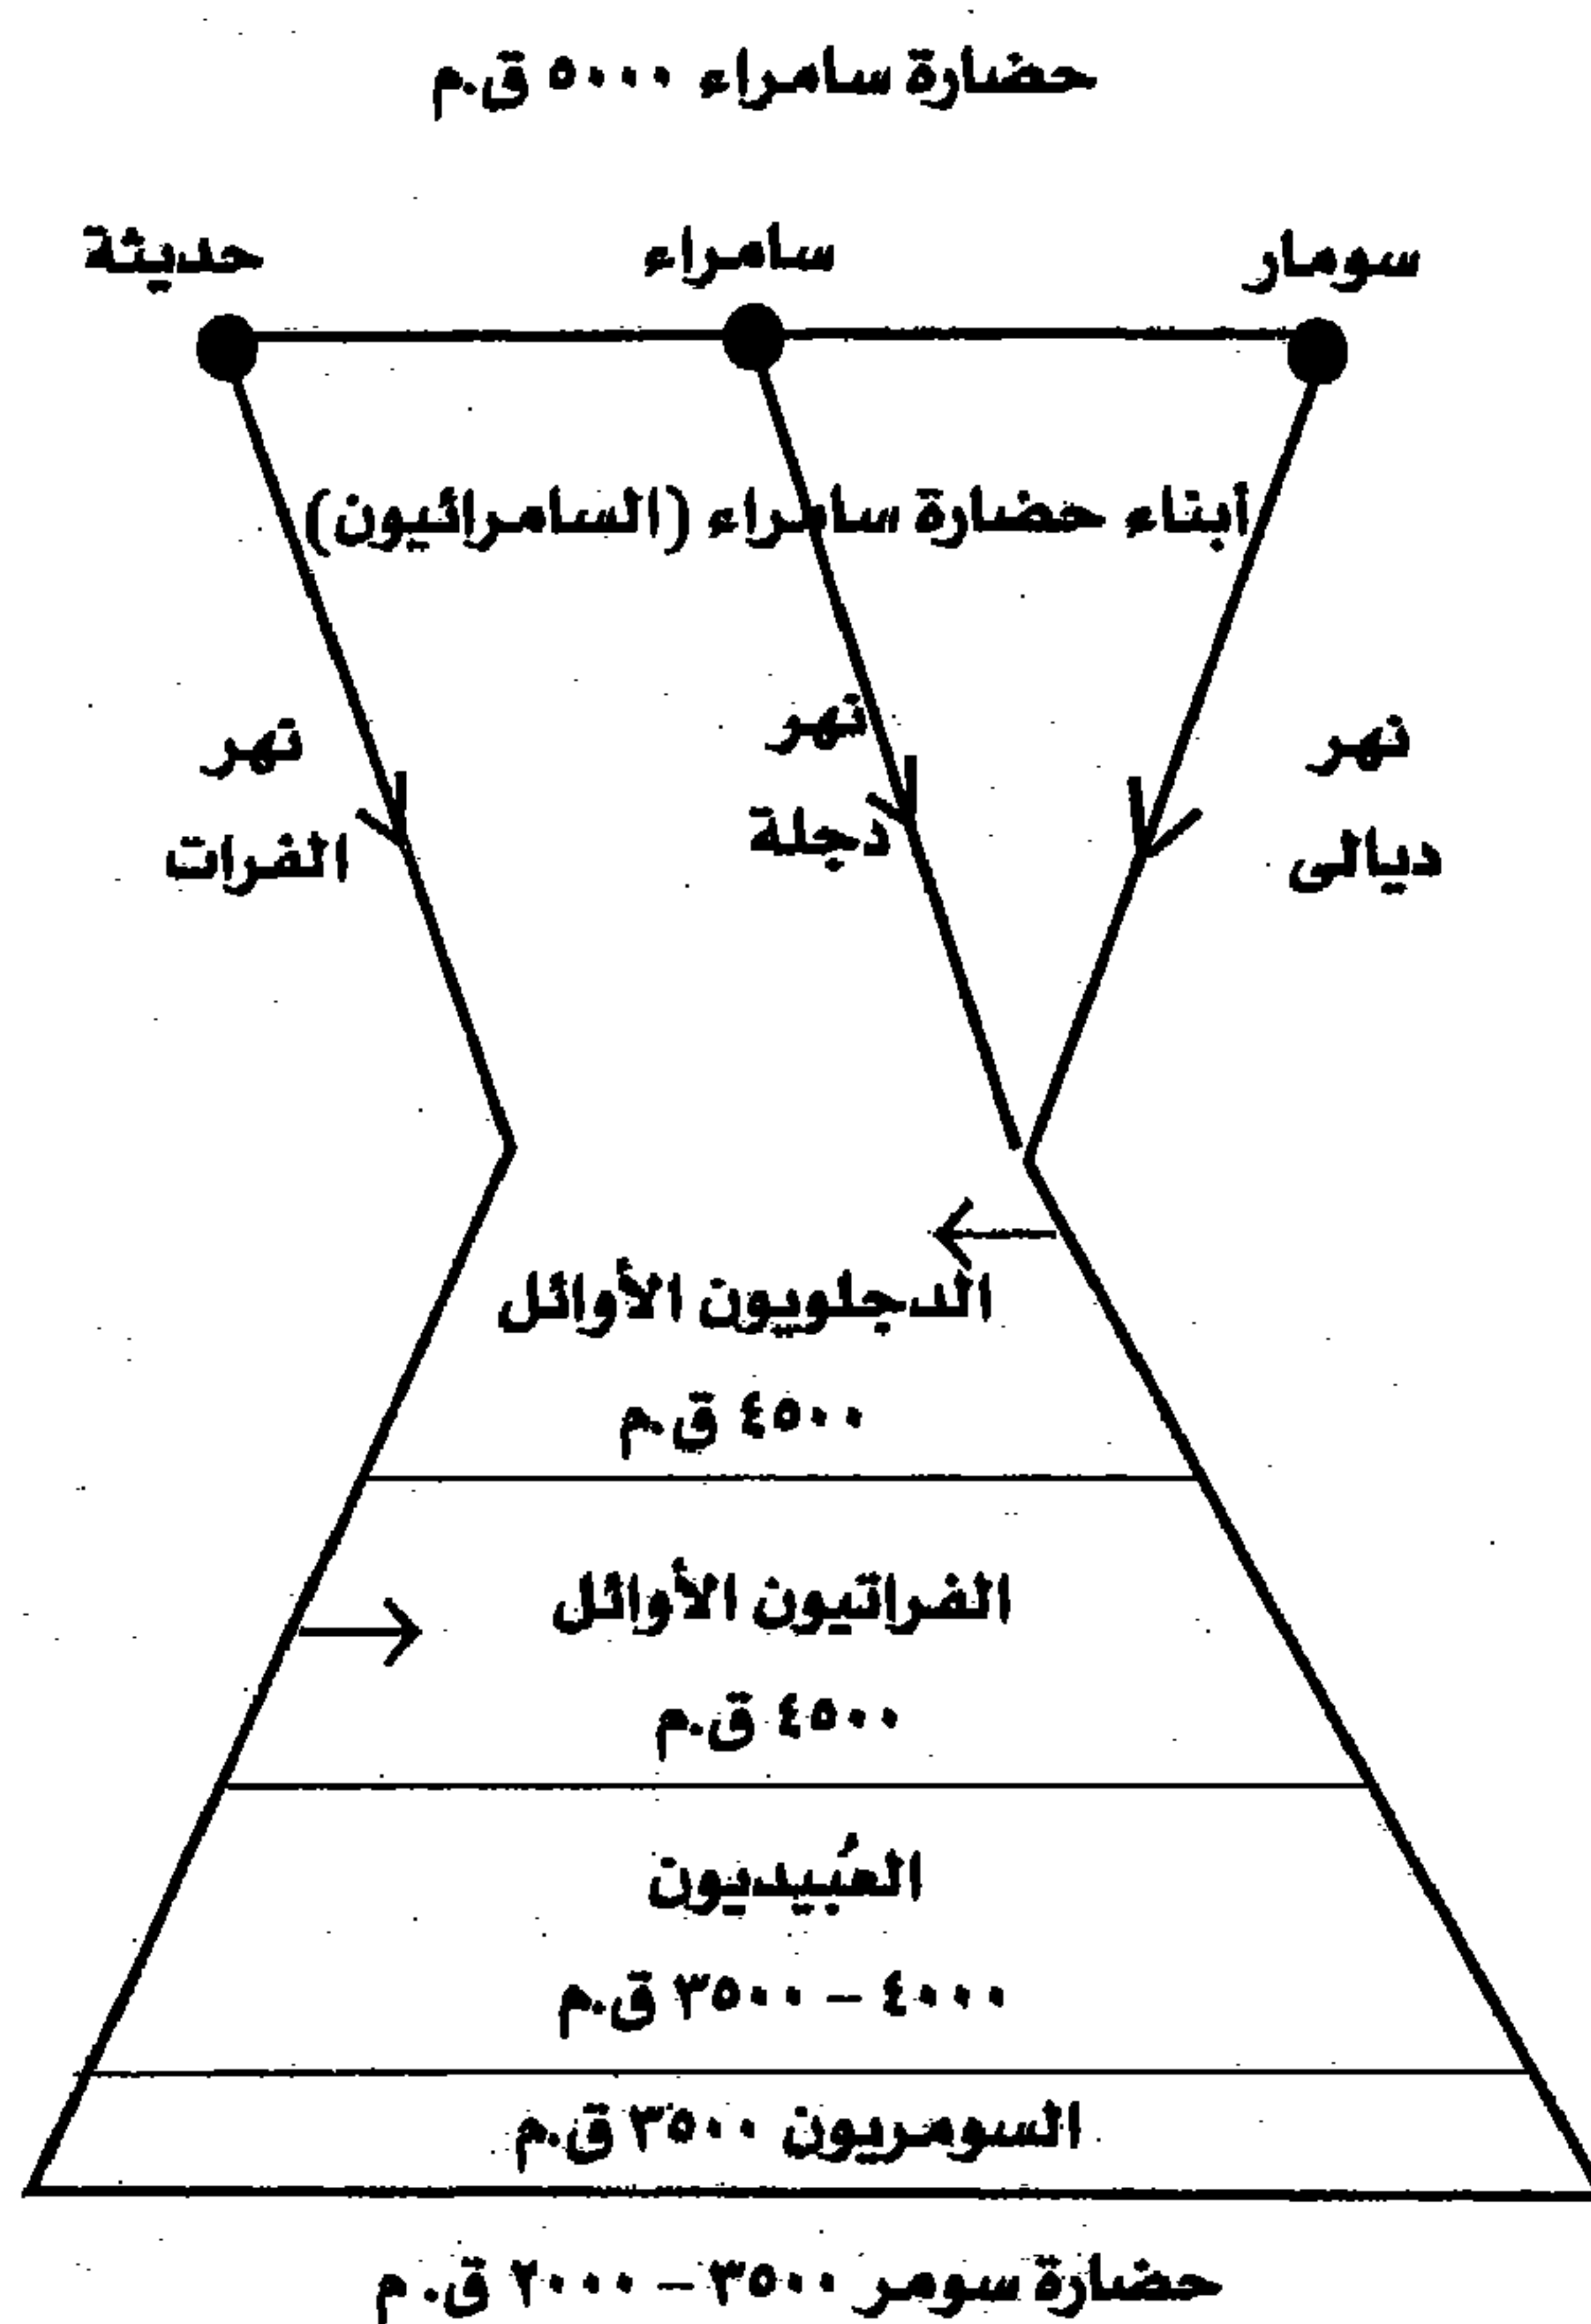 حضارة سامراء ٥٠٠٠ ق.م
سومار
سامراء
حديثة
أبناء حضارة سامراء (السامرائيون)
نهر
ديالى
نهر
دجلة
نهر
الفرات
الدجلويون الأوائل
٤٥٠٠ ق.م
الفراتيون الأوائل
٤٥٠٠ ق.م
العُبيديون
٤٠٠٠ – ٣٥٠٠ ق.م
السومريون ٣٥٠٠ ق.م
حضارة سومر ٣٥٠٠ – ٢٠٠٠ ق.م